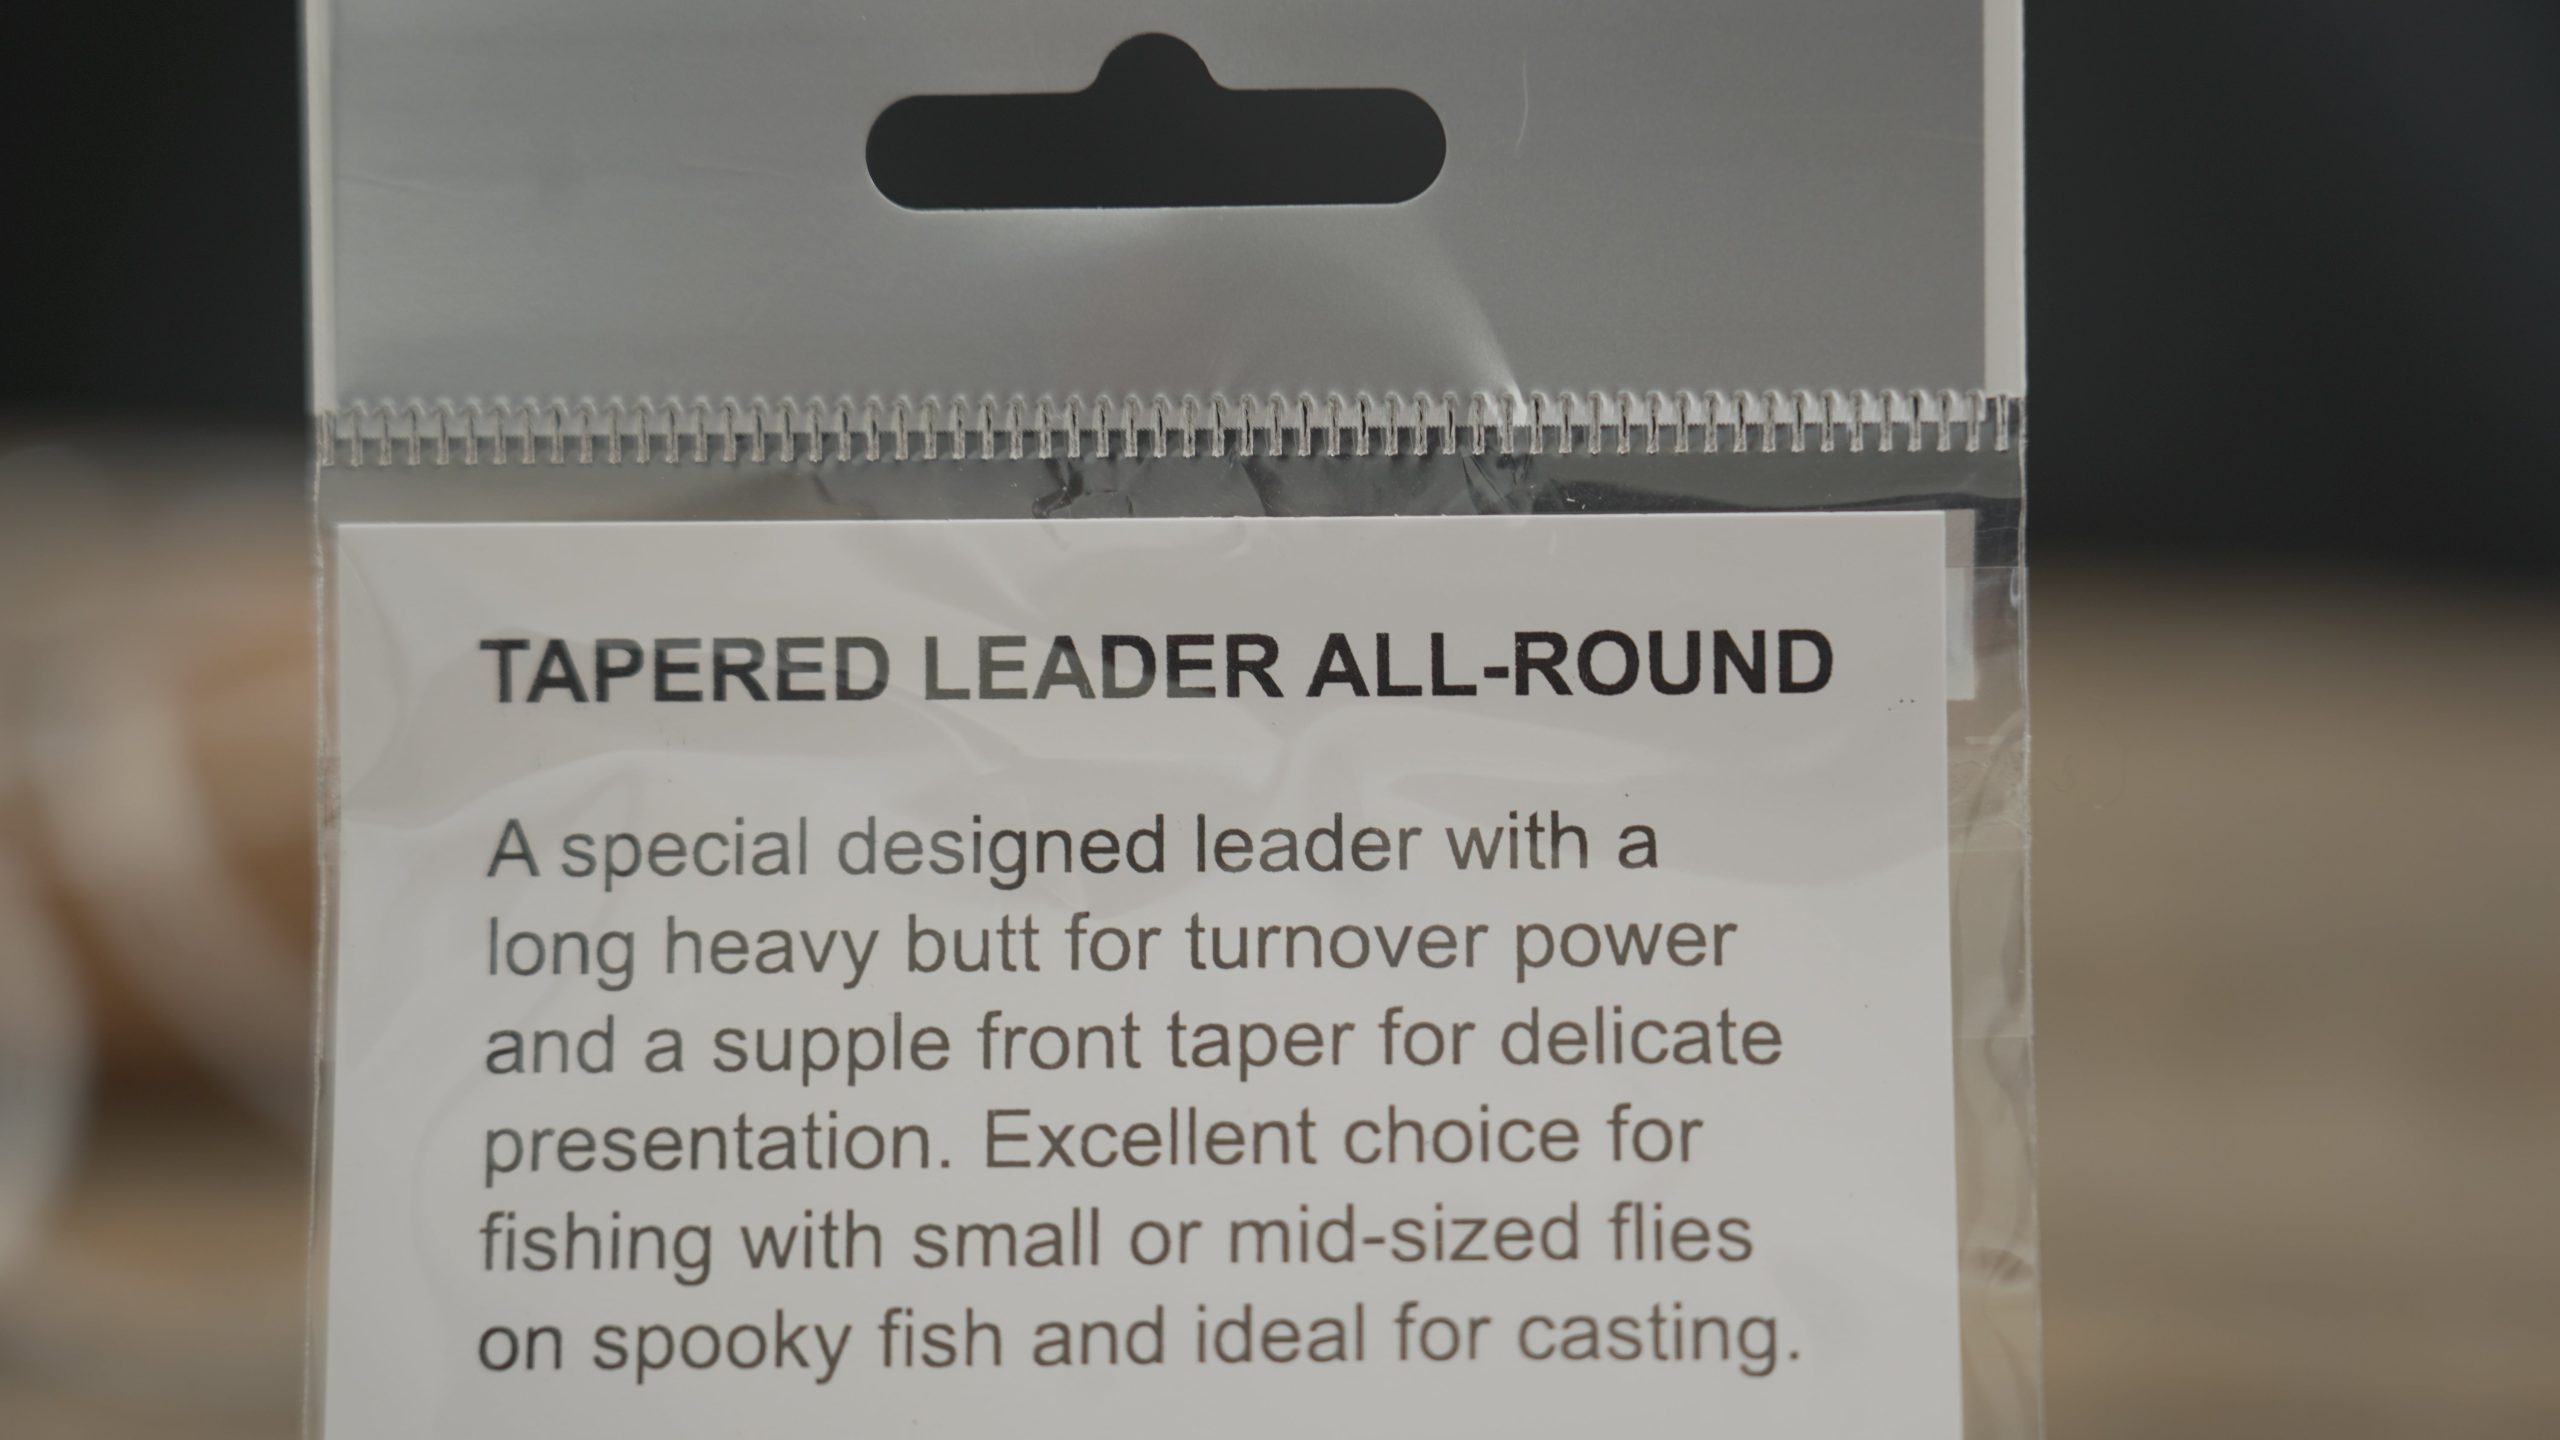 TAPERED LEADER ALL-ROUND
A special designed leader with a
long heavy butt for turnover power
and a supple front taper for delicate
presentation. Excellent choice for
fishing with small or mid-sized flies
on spooky fish and ideal for casting.